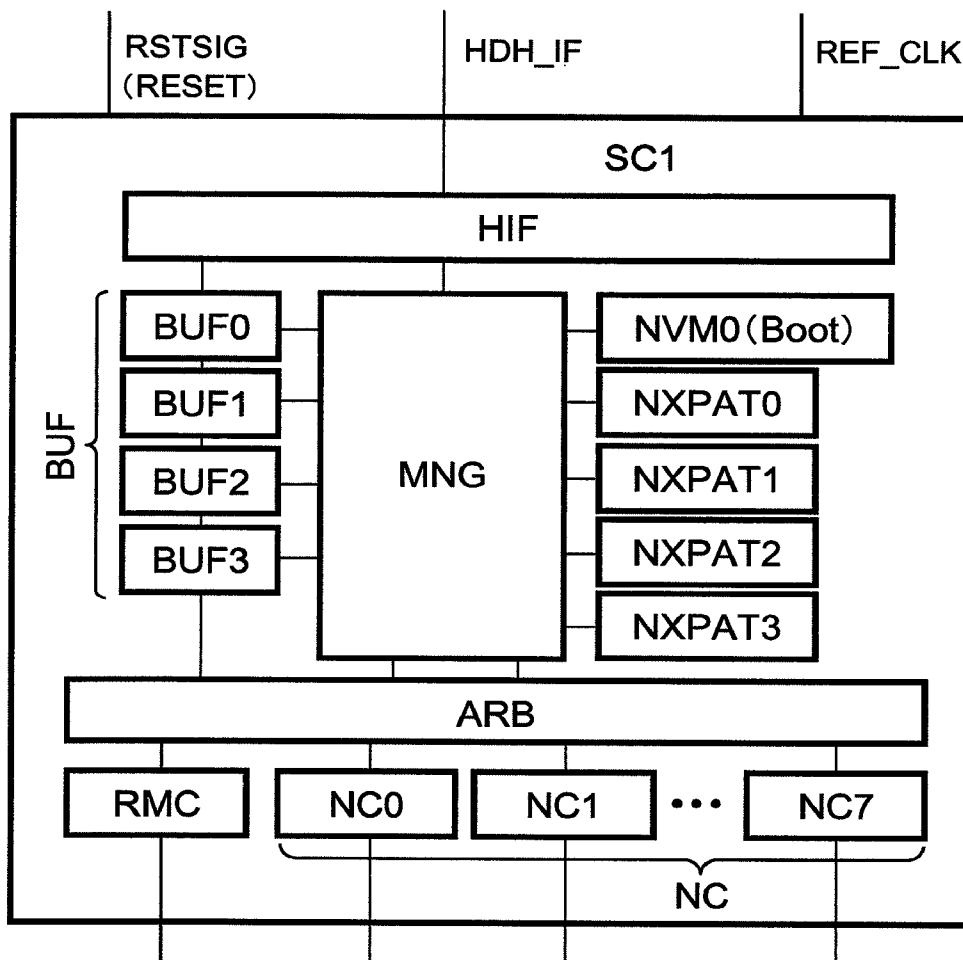 RSTSIG
(RESET)
HDH_IF
REF_CLK
SC1
HIF
BUF
BUF0
BUF1
BUF2
BUF3
MNG
NVM0(Boot)
NXPAT0
NXPAT1
NXPAT2
NXPAT3
ARB
RMC
NC0
NC1
•••
NC7
NC